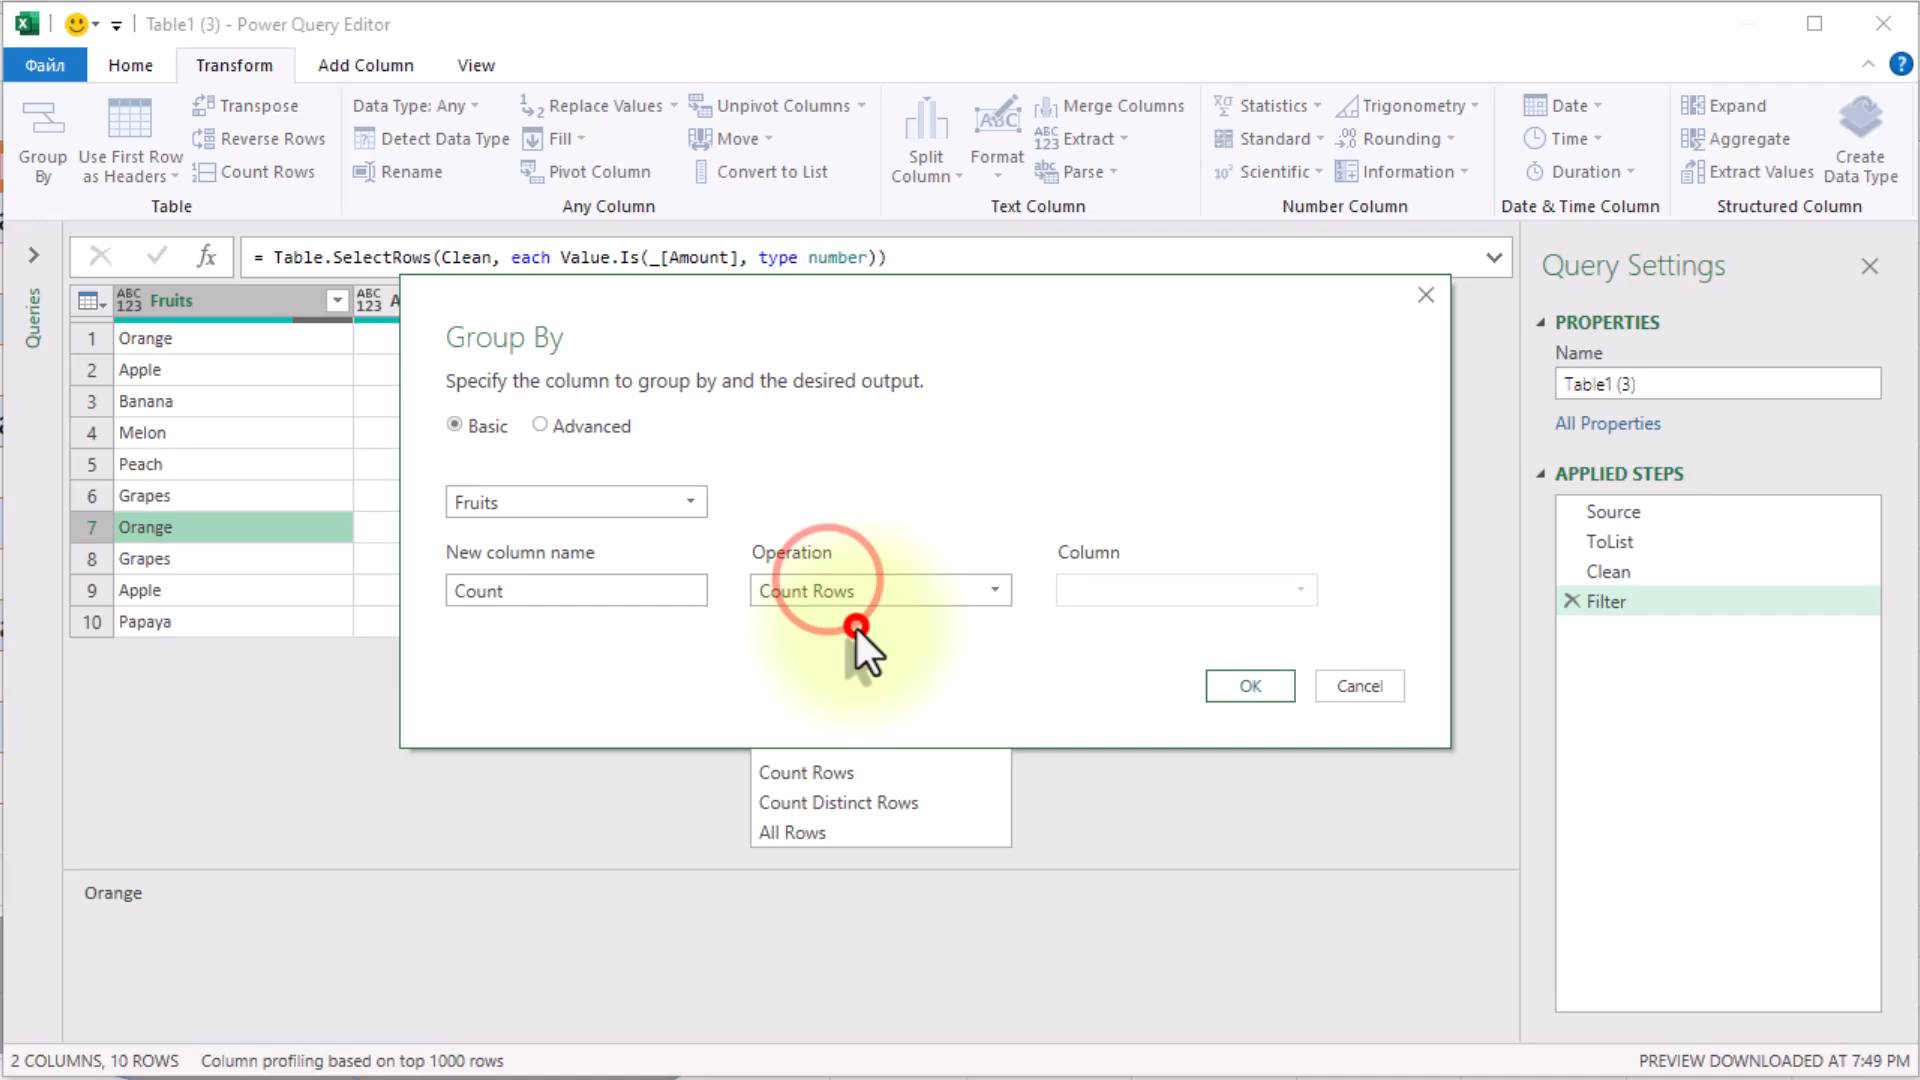 Table1 (3) - Power Query Editor
Файл Home Transform Add Column View
Group By
Use First Row as Headers
Transpose
Reverse Rows
Count Rows
Table
Data Type: Any
Detect Data Type
Rename
Replace Values
Fill
Pivot Column
Unpivot Columns
Move
Convert to List
Any Column
Split Column
Format
Merge Columns
Extract
Parse
Text Column
Statistics
Standard
Scientific
Trigonometry
Rounding
Information
Number Column
Date
Time
Duration
Date & Time Column
Expand
Aggregate
Extract Values
Create Data Type
Structured Column
Queries
fx
= Table.SelectRows(Clean, each Value.Is(_[Amount], type number))
ABC 123 Fruits ABC 123 A
1 Orange
2 Apple
3 Banana
4 Melon
5 Peach
6 Grapes
7 Orange
8 Grapes
9 Apple
10 Papaya
Group By
Specify the column to group by and the desired output.
Basic Advanced
Fruits
New column name Operation Column
Count Count Rows
OK Cancel
Count Rows
Count Distinct Rows
All Rows
Orange
Query Settings
PROPERTIES
Name
Table1 (3)
All Properties
APPLIED STEPS
Source
ToList
Clean
Filter
2 COLUMNS, 10 ROWS Column profiling based on top 1000 rows
PREVIEW DOWNLOADED AT 7:49 PM